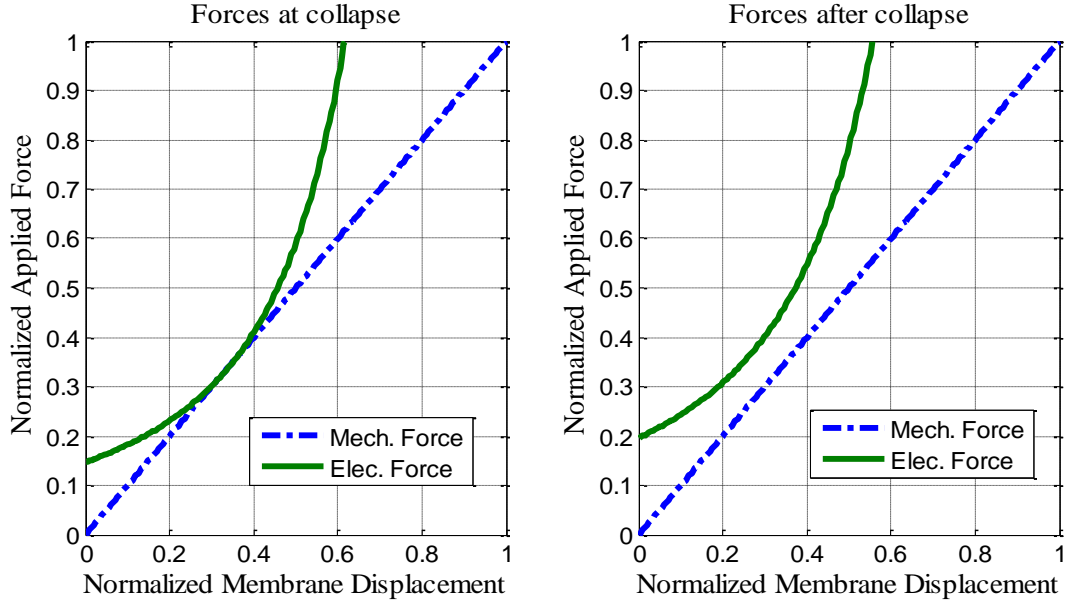 Forces at collapse
Normalized Applied Force
1
0.9
0.8
0.7
0.6
0.5
0.4
0.3
0.2
0.1
0
0 0.2 0.4 0.6 0.8 1
Normalized Membrane Displacement
Mech. Force
Elec. Force
Forces after collapse
Normalized Applied Force
1
0.9
0.8
0.7
0.6
0.5
0.4
0.3
0.2
0.1
0
0 0.2 0.4 0.6 0.8 1
Normalized Membrane Displacement
Mech. Force
Elec. Force